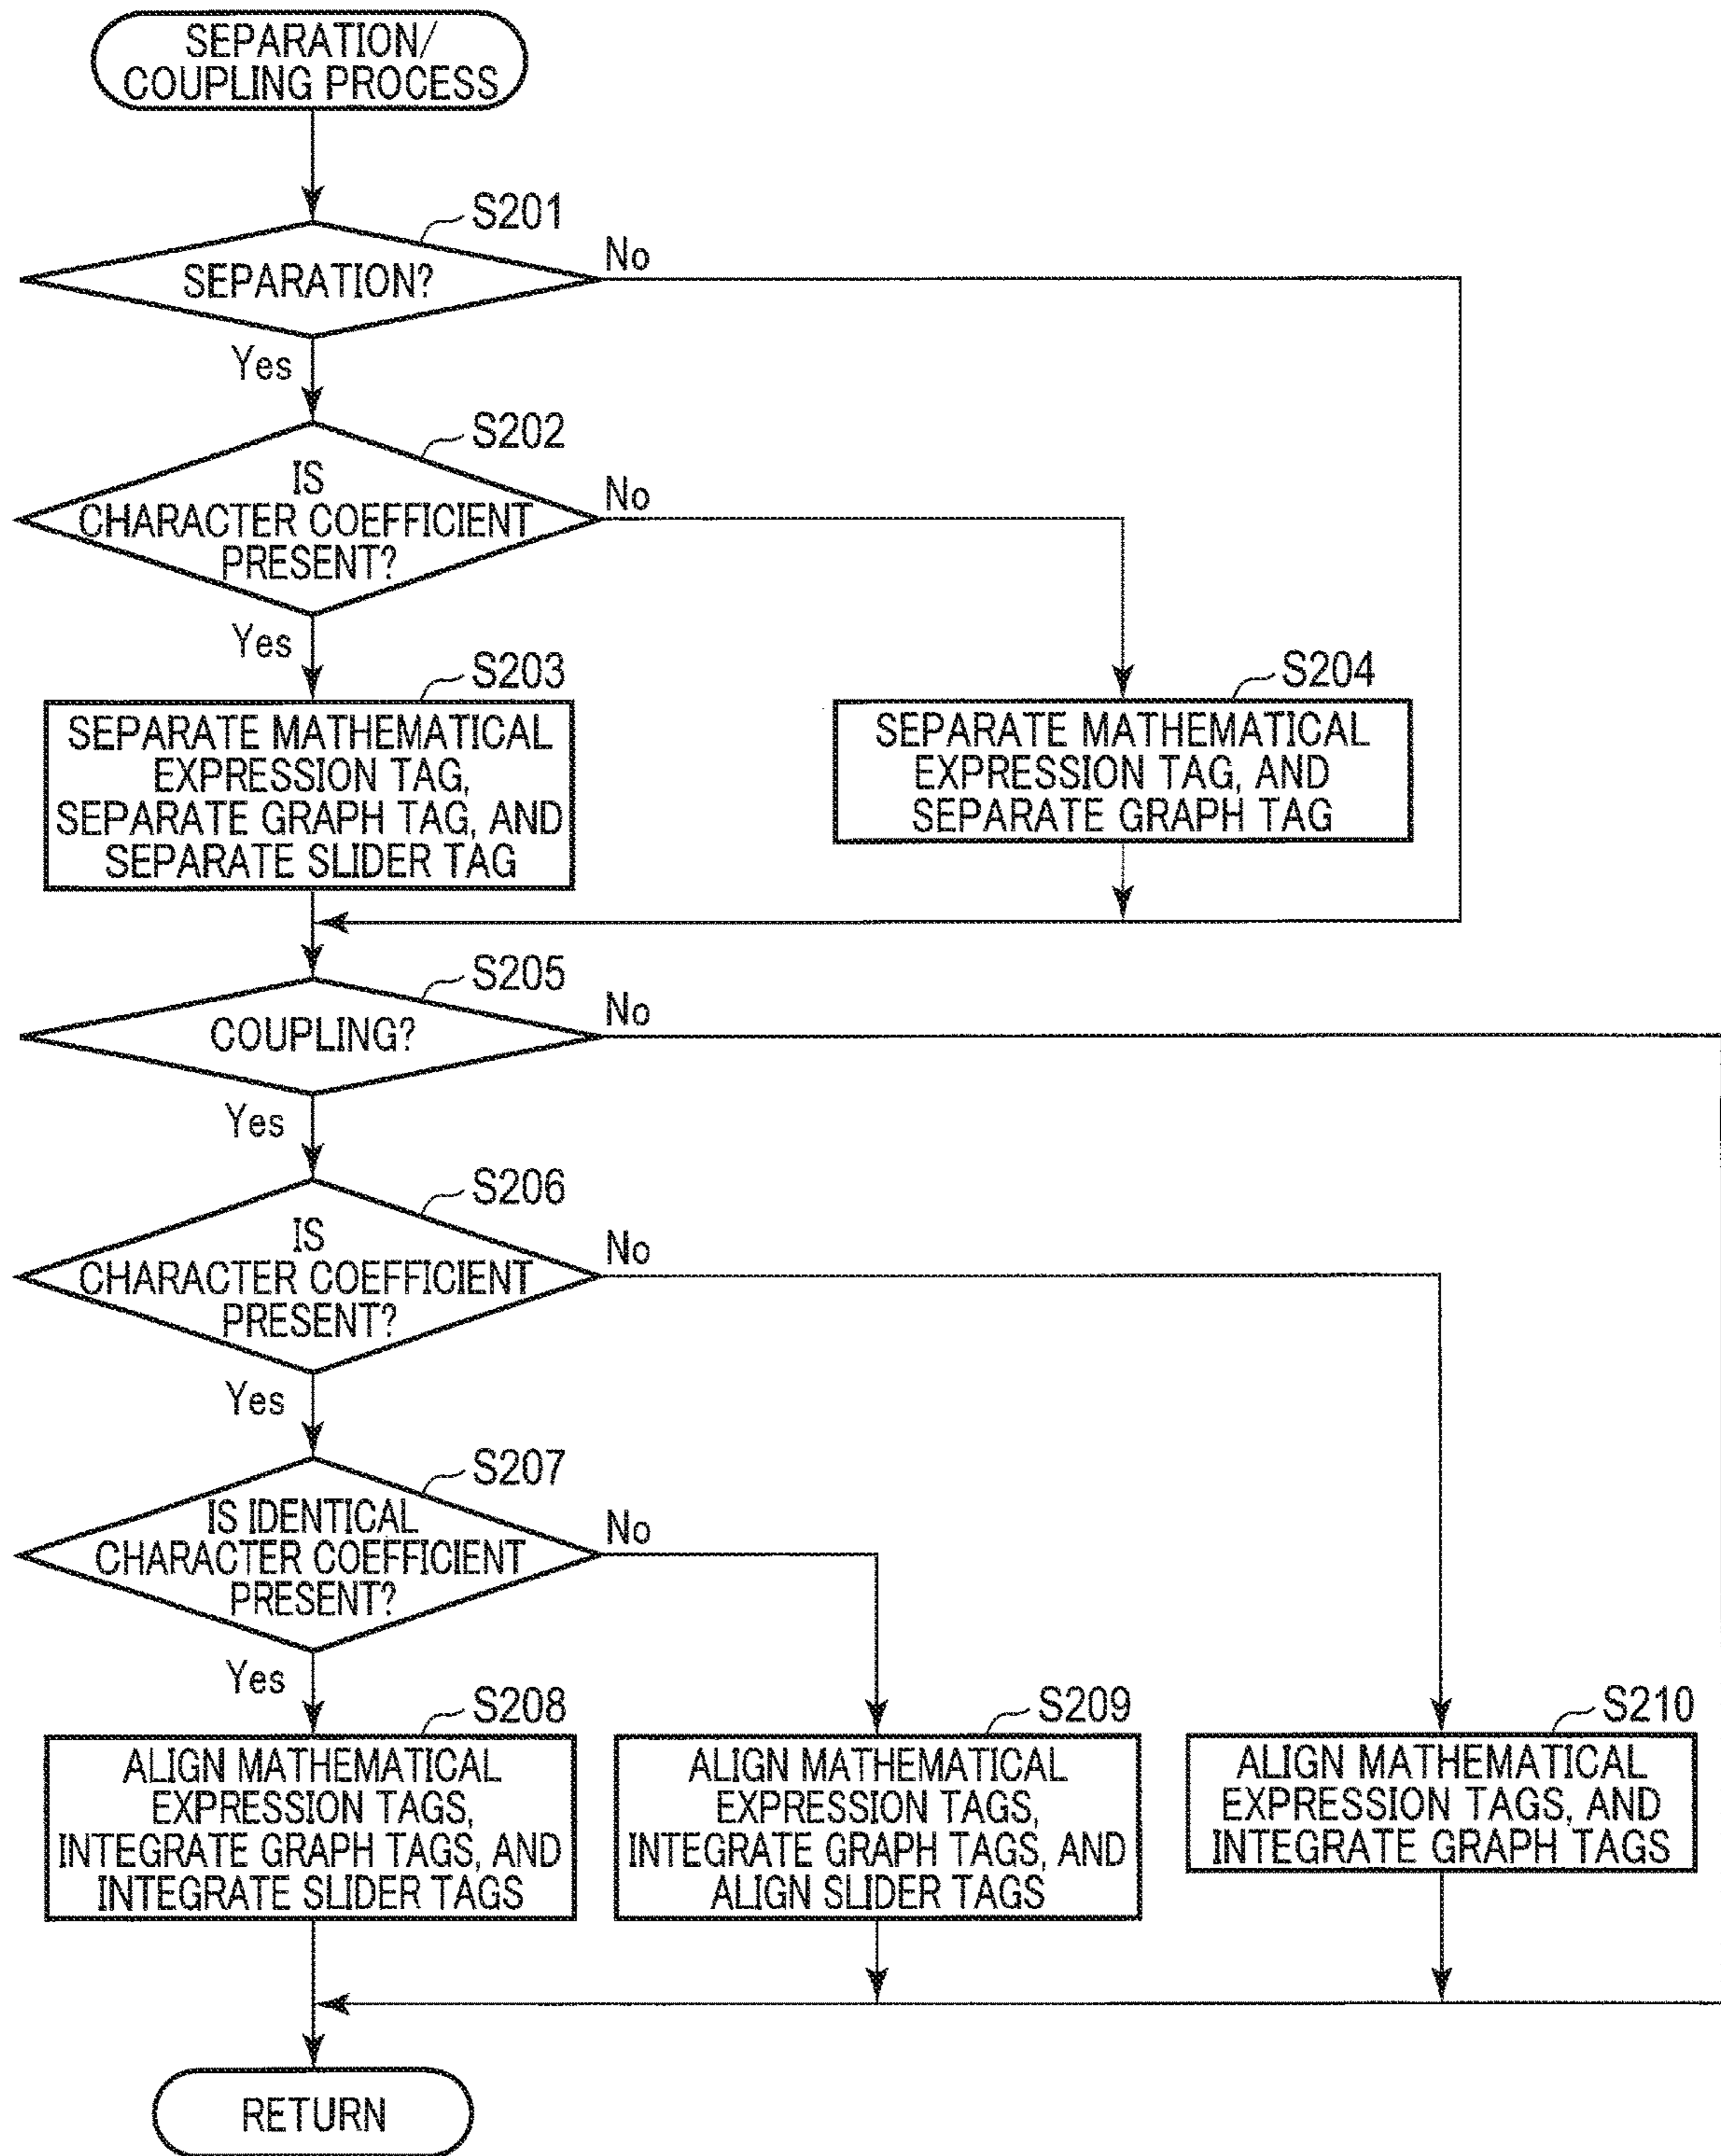 SEPARATION/
COUPLING PROCESS
S201
SEPARATION?
No
Yes
S202
IS
CHARACTER COEFFICIENT
PRESENT?
No
Yes
S203
SEPARATE MATHEMATICAL
EXPRESSION TAG,
SEPARATE GRAPH TAG, AND
SEPARATE SLIDER TAG
S204
SEPARATE MATHEMATICAL
EXPRESSION TAG, AND
SEPARATE GRAPH TAG
S205
COUPLING?
No
Yes
S206
IS
CHARACTER COEFFICIENT
PRESENT?
No
Yes
S207
IS IDENTICAL
CHARACTER COEFFICIENT
PRESENT?
No
Yes
S208
ALIGN MATHEMATICAL
EXPRESSION TAGS,
INTEGRATE GRAPH TAGS, AND
INTEGRATE SLIDER TAGS
S209
ALIGN MATHEMATICAL
EXPRESSION TAGS,
INTEGRATE GRAPH TAGS, AND
ALIGN SLIDER TAGS
S210
ALIGN MATHEMATICAL
EXPRESSION TAGS, AND
INTEGRATE GRAPH TAGS
RETURN